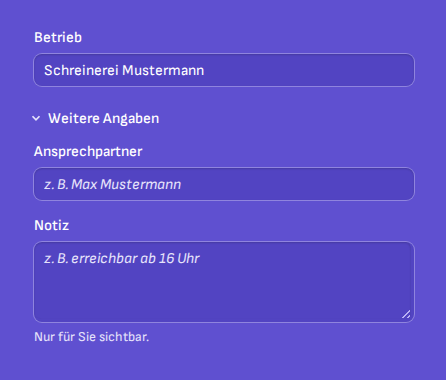 Betrieb
Schreinerei Mustermann
Weitere Angaben
Ansprechpartner
z. B. Max Mustermann
Notiz
z. B. erreichbar ab 16 Uhr
Nur für Sie sichtbar.